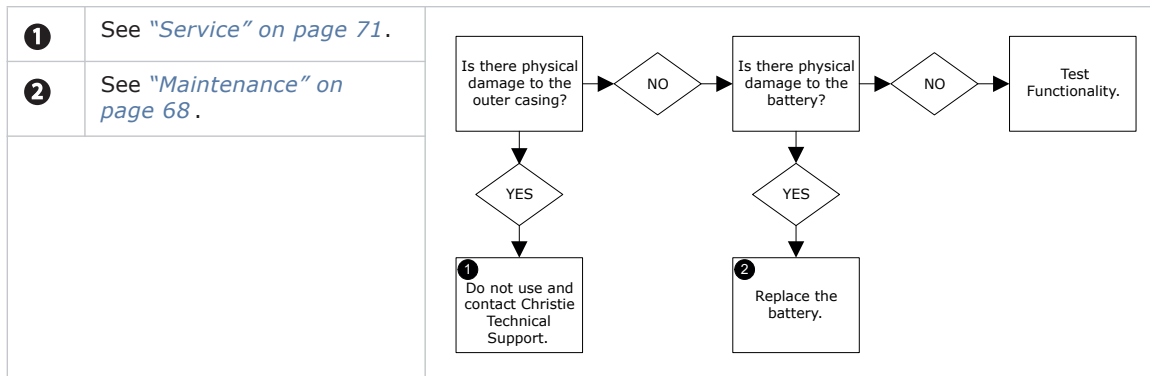 1 See "Service" on page 71.
2 See "Maintenance" on
page 68.
Is there physical
damage to the
outer casing?
NO
Is there physical
damage to the
battery?
NO
Test
Functionality.
YES
YES
1
Do not use and
contact Christie
Technical
Support.
2
Replace the
battery.